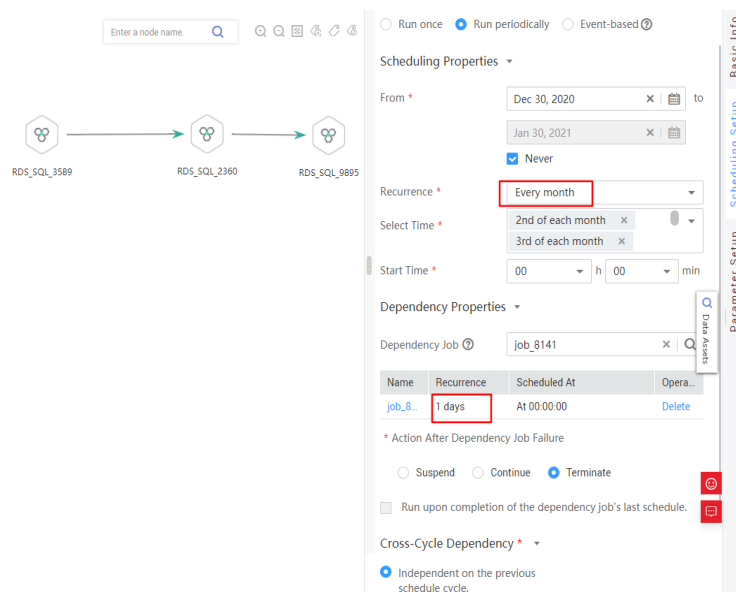 Enter a node name.
RDS_SQL_3589
RDS_SQL_2360
RDS_SQL_9895
Run once Run periodically Event-based
Scheduling Properties
From * Dec 30, 2020 to
Jan 30, 2021
Never
Recurrence * Every month
Select Time * 2nd of each month
3rd of each month
Start Time * 00 h 00 min
Dependency Properties
Dependency Job job_8141
Name Recurrence Scheduled At Opera...
job_8... 1 days At 00:00:00 Delete
* Action After Dependency Job Failure
Suspend Continue Terminate
Run upon completion of the dependency job's last schedule.
Cross-Cycle Dependency *
Independent on the previous
schedule cycle.
Basic Info
Scheduling Setup
Parameter Setup
Data Assets